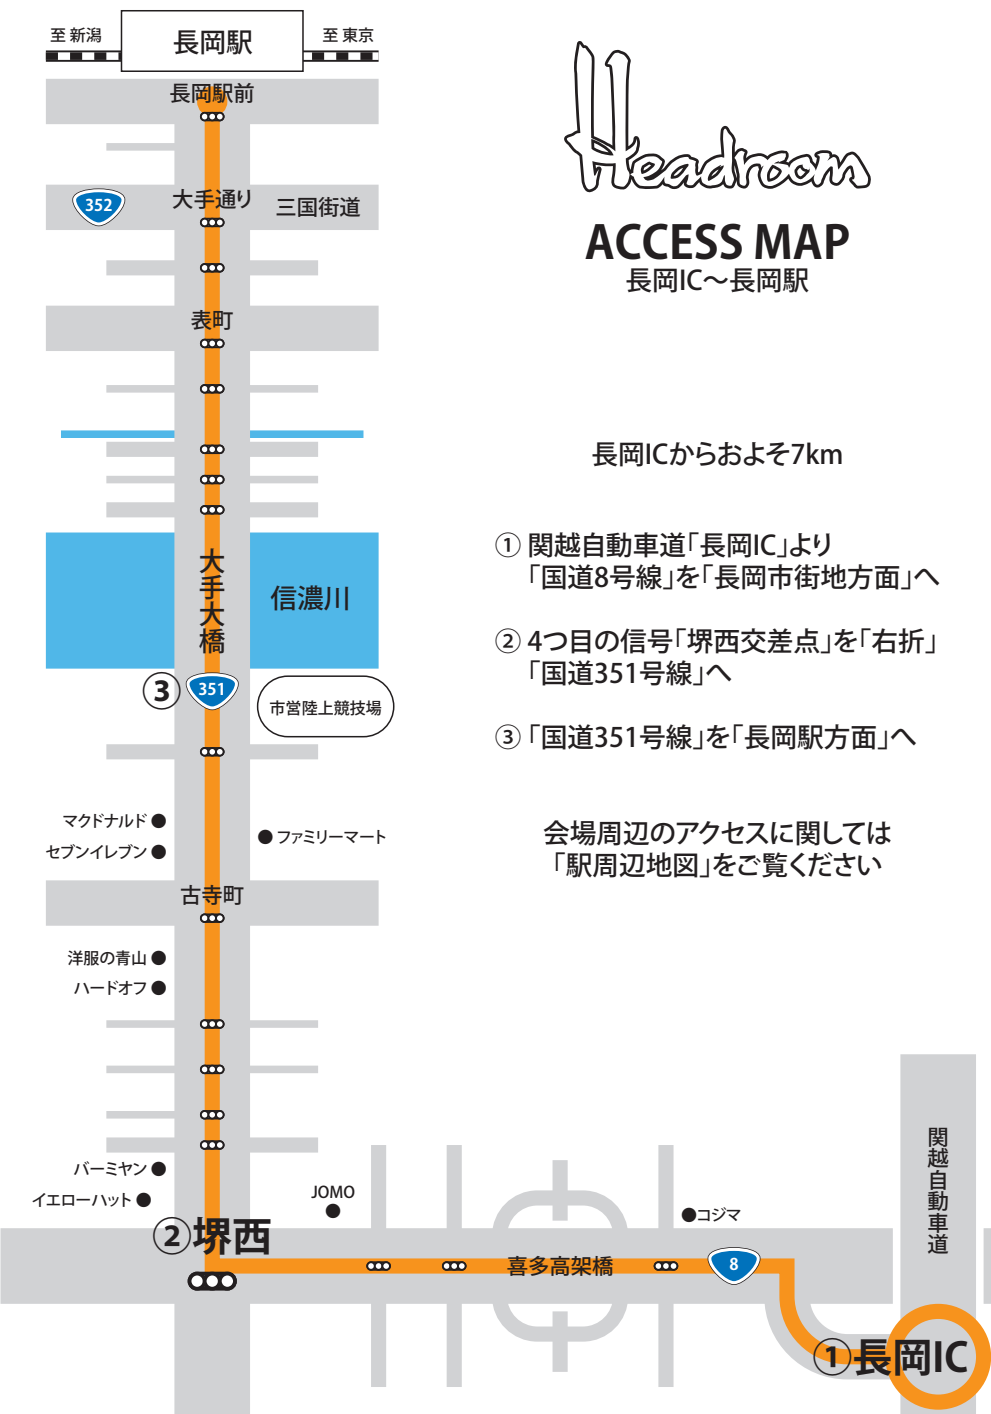 至 新潟
長岡駅
至 東京
長岡駅前
352
大手通り
三国街道
表町
大手大橋
信濃川
③
351
市営陸上競技場
マクドナルド
セブンイレブン
ファミリーマート
古寺町
洋服の青山
ハードオフ
バーミヤン
イエローハット
②堺西
JOMO
喜多高架橋
コジマ
8
関越自動車道
①長岡IC
Headroom
ACCESS MAP
長岡IC～長岡駅
長岡ICからおよそ7km
① 関越自動車道「長岡IC」より
「国道8号線」を「長岡市街地方面」へ
② 4つ目の信号「堺西交差点」を「右折」
「国道351号線」へ
③「国道351号線」を「長岡駅方面」へ
会場周辺のアクセスに関しては
「駅周辺地図」をご覧ください